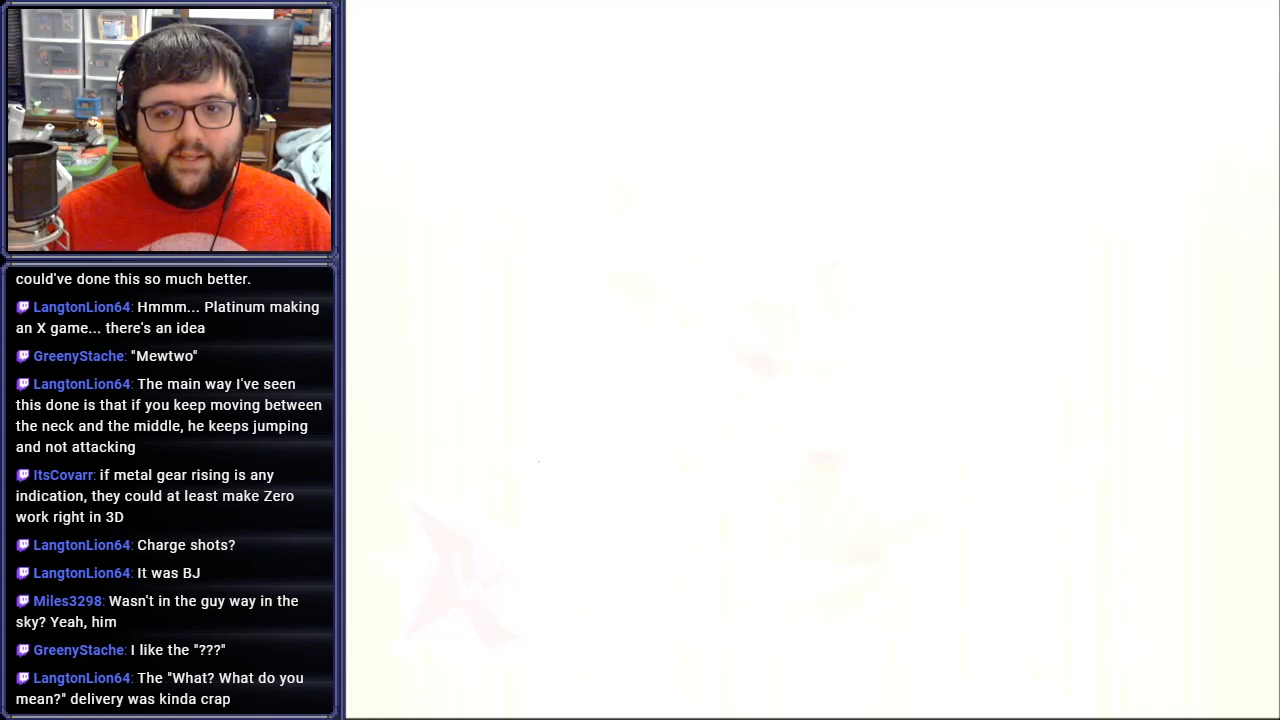 could've done this so much better.
LangtonLion64: Hmmm... Platinum making
an X game... there's an idea
GreenyStache: "Mewtwo"
LangtonLion64: The main way I've seen
this done is that if you keep moving between
the neck and the middle, he keeps jumping
and not attacking
ItsCovarr: if metal gear rising is any
indication, they could at least make Zero
work right in 3D
LangtonLion64: Charge shots?
LangtonLion64: It was BJ
Miles3298: Wasn't in the guy way in the
sky? Yeah, him
GreenyStache: I like the "???"
LangtonLion64: The "What? What do you
mean?" delivery was kinda crap